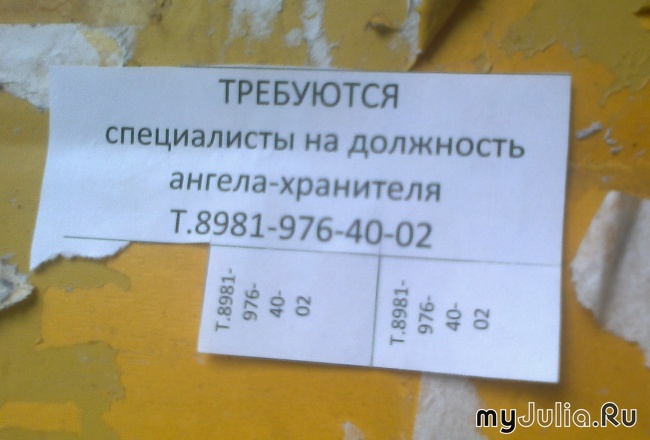 ТРЕБУЮТСЯ
специалисты на должность
ангела-хранителя
Т.8981-976-40-02
Т.8981-
976-
40-
02
Т.8981-
976-
40-
02
myJulia.Ru